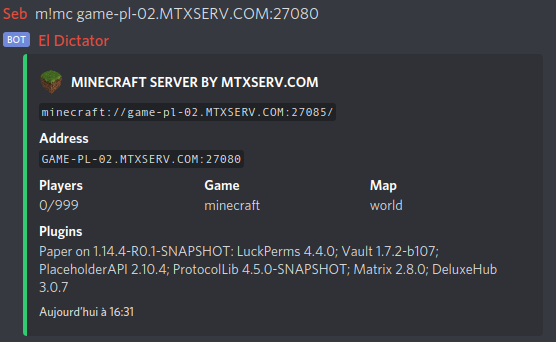 Seb m!mc game-pl-02.MTXSERV.COM:27080
BOT El Dictator
MINECRAFT SERVER BY MTXSERV.COM
minecraft://game-pl-02.MTXSERV.COM:27085/
Address
GAME-PL-02.MTXSERV.COM:27080
Players Game Map
0/999 minecraft world
Plugins
Paper on 1.14.4-R0.1-SNAPSHOT: LuckPerms 4.4.0; Vault 1.7.2-b107;
PlaceholderAPI 2.10.4; ProtocolLib 4.5.0-SNAPSHOT; Matrix 2.8.0; DeluxeHub
3.0.7
Aujourd'hui à 16:31